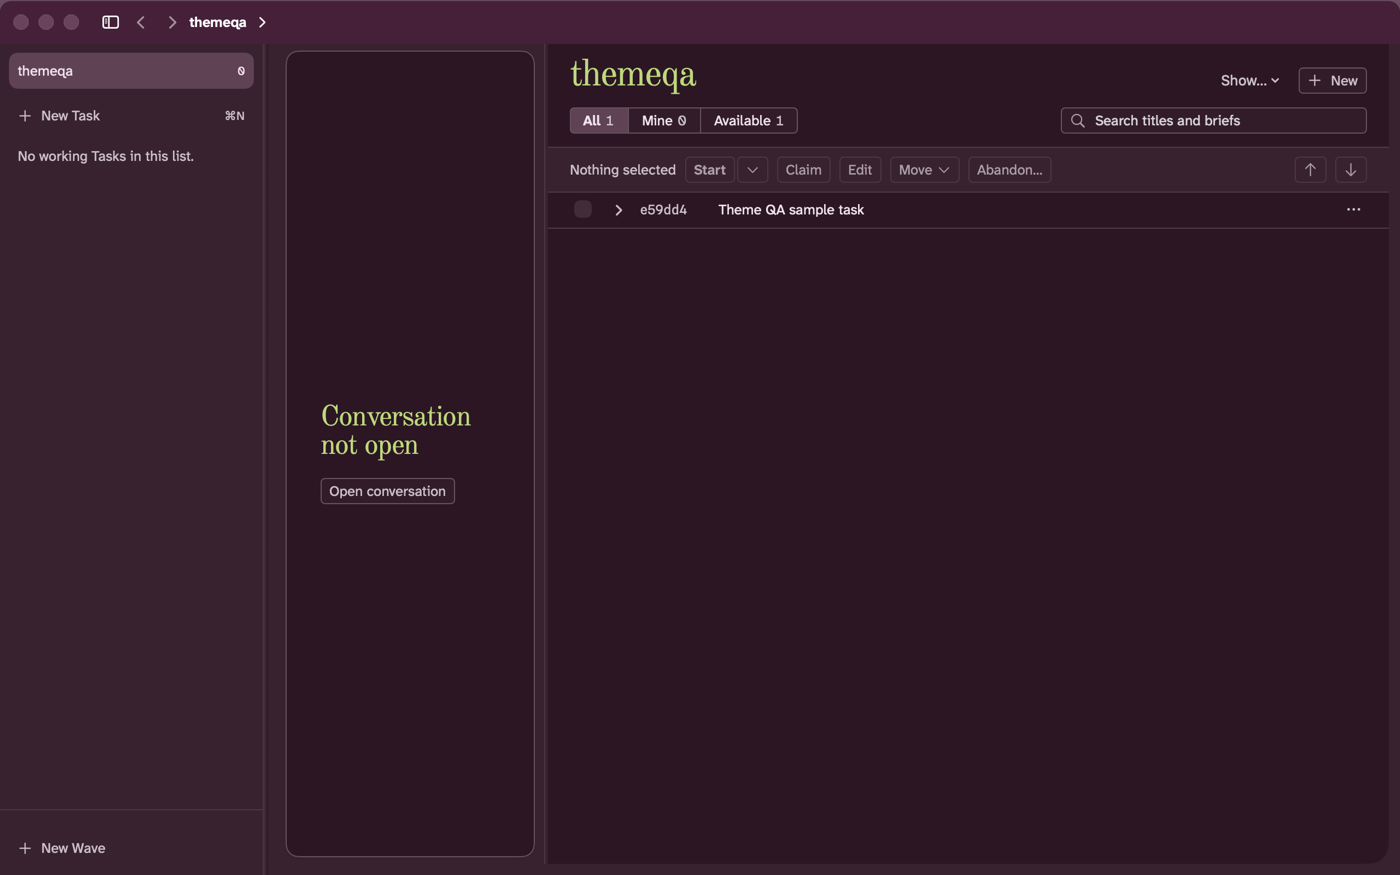 themeqa
themeqa 0
New Task ⌘N
No working Tasks in this list.
New Wave
Conversation
not open
Open conversation
themeqa
Show... New
All 1 Mine 0 Available 1
Search titles and briefs
Nothing selected Start Claim Edit Move Abandon...
e59dd4 Theme QA sample task